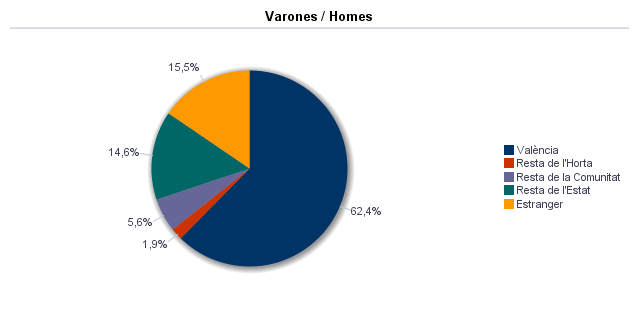 Varones / Homes
15,5%
14,6%
5,6%
1,9%
62,4%
València
Resta de l'Horta
Resta de la Comunitat
Resta de l'Estat
Estranger